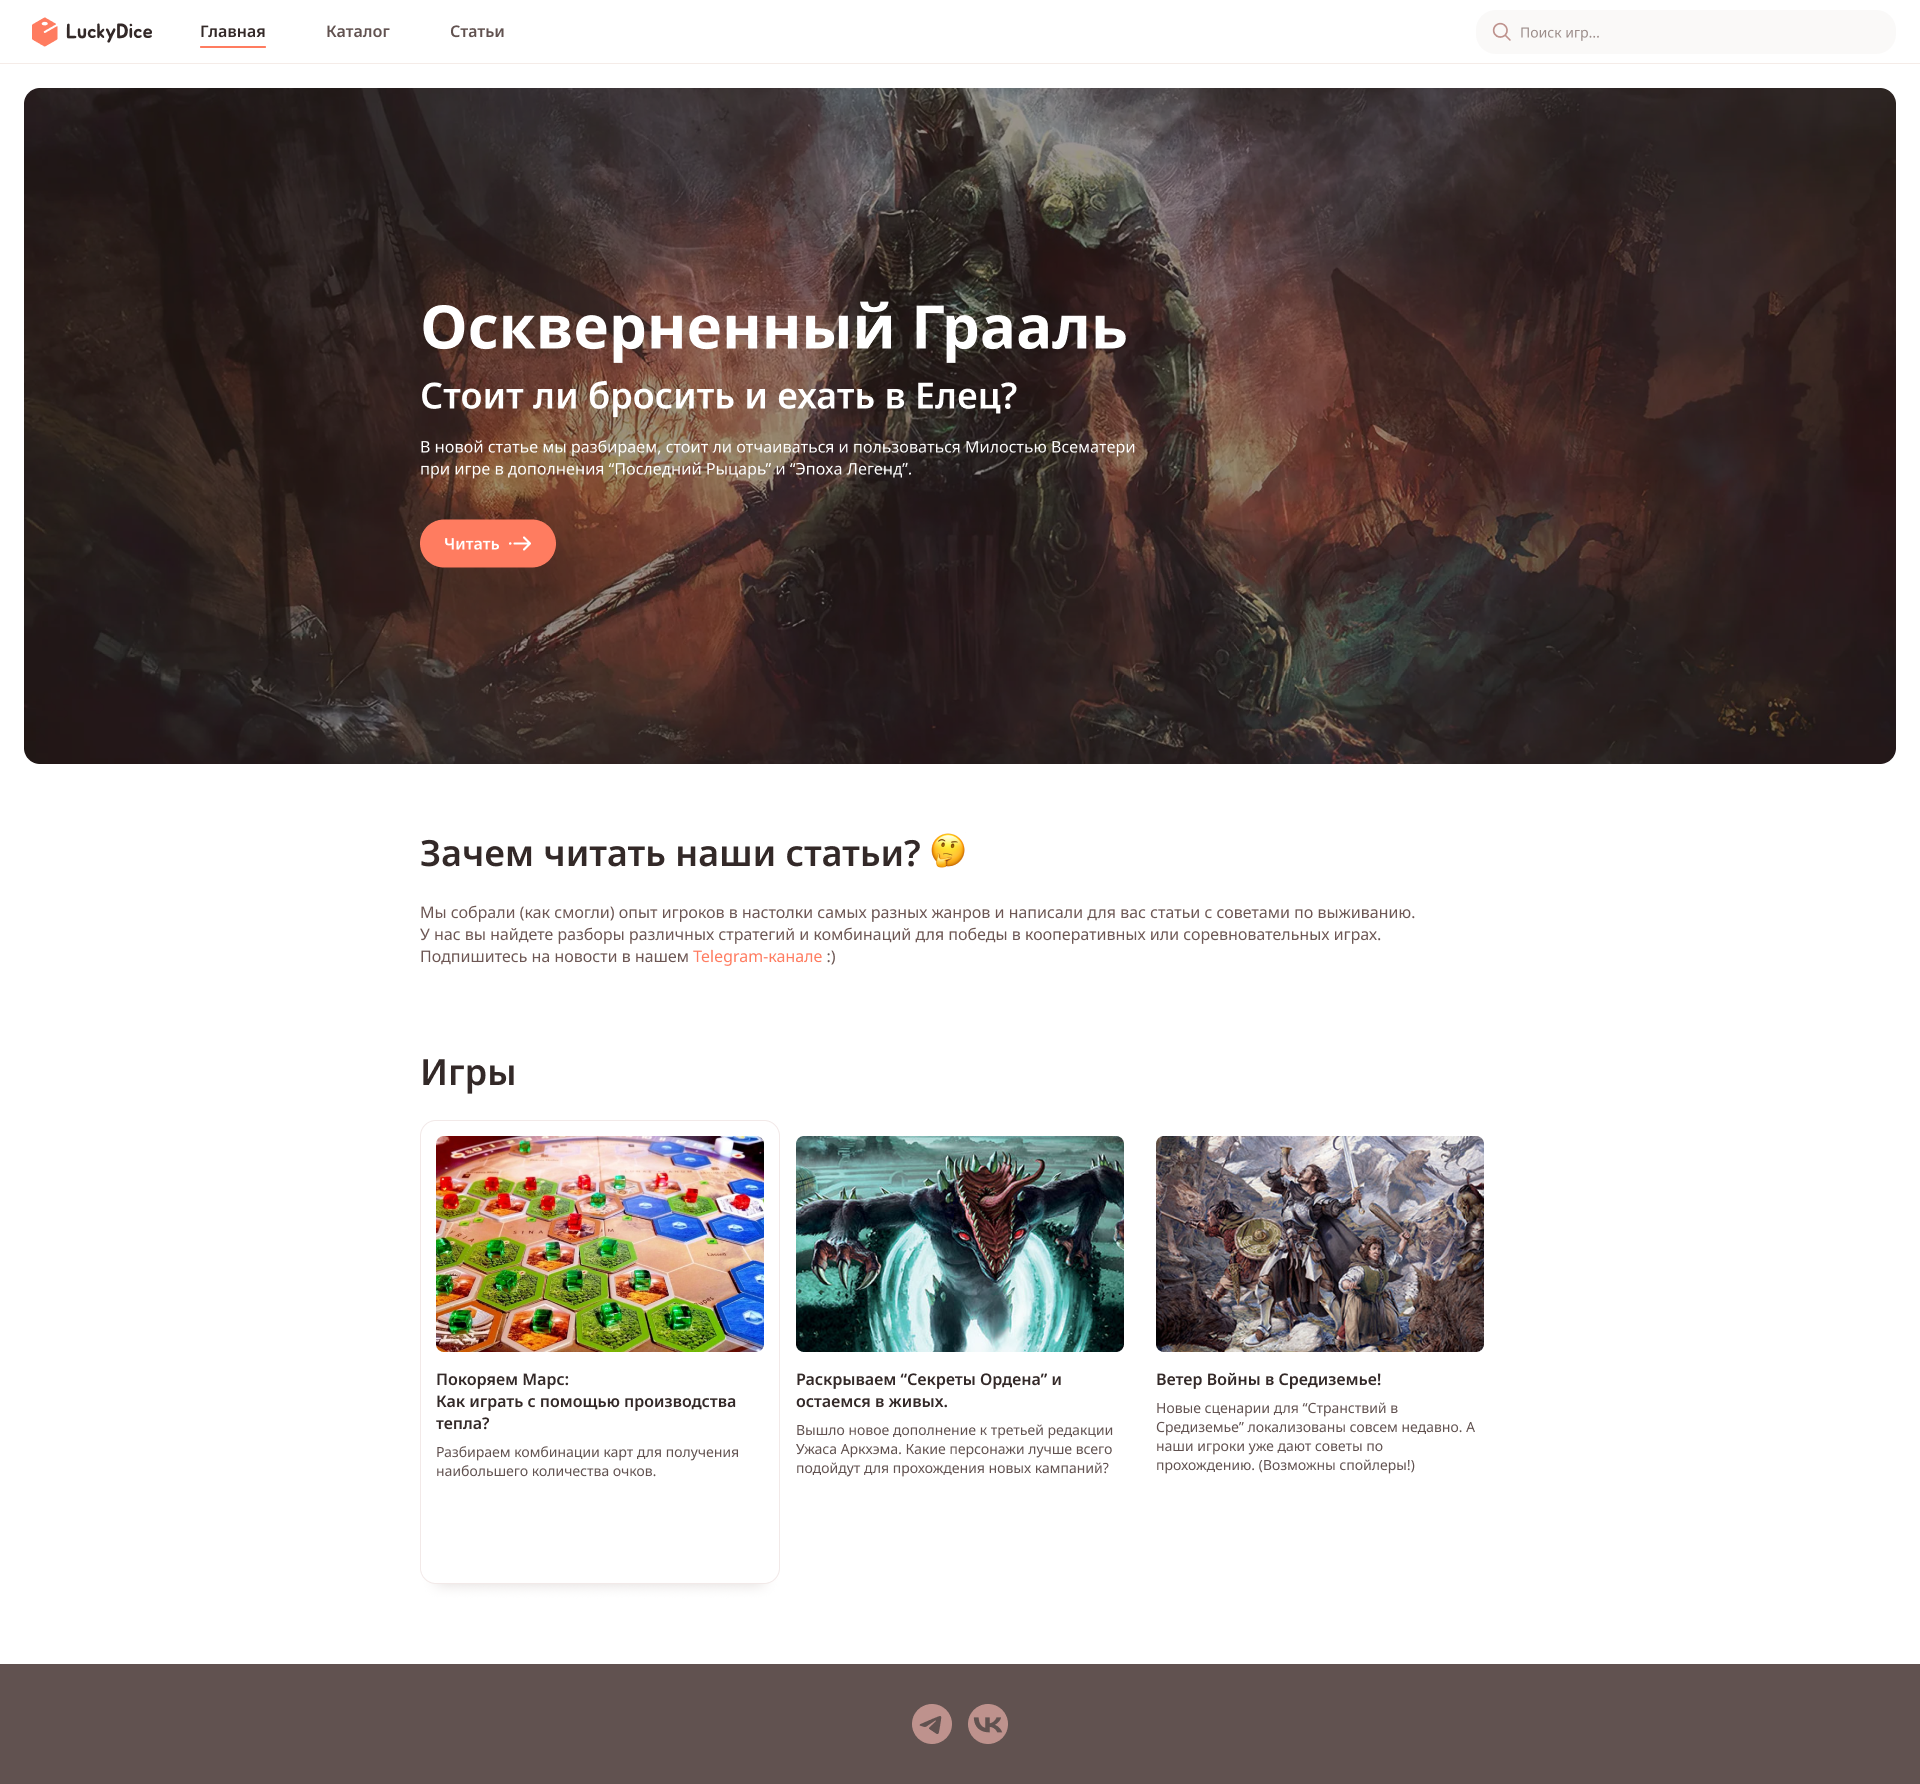 LuckyDice
Главная
Каталог
Статьи
Поиск игр...
Оскверненный Грааль
Стоит ли бросить и ехать в Елец?
В новой статье мы разбираем, стоит ли отчаиваться и пользоваться Милостью Всематери
при игре в дополнения “Последний Рыцарь” и “Эпоха Легенд”.
Читать
Зачем читать наши статьи? 🤔
Мы собрали (как смогли) опыт игроков в настолки самых разных жанров и написали для вас статьи с советами по выживанию.
У нас вы найдете разборы различных стратегий и комбинаций для победы в кооперативных или соревновательных играх.
Подпишитесь на новости в нашем Telegram-канале :)
Игры
Покоряем Марс:
Как играть с помощью производства
тепла?
Разбираем комбинации карт для получения
наибольшего количества очков.
Раскрываем “Секреты Ордена” и
остаемся в живых.
Вышло новое дополнение к третьей редакции
Ужаса Аркхэма. Какие персонажи лучше всего
подойдут для прохождения новых кампаний?
Ветер Войны в Средиземье!
Новые сценарии для “Странствий в
Средиземье” локализованы совсем недавно. А
наши игроки уже дают советы по
прохождению. (Возможны спойлеры!)